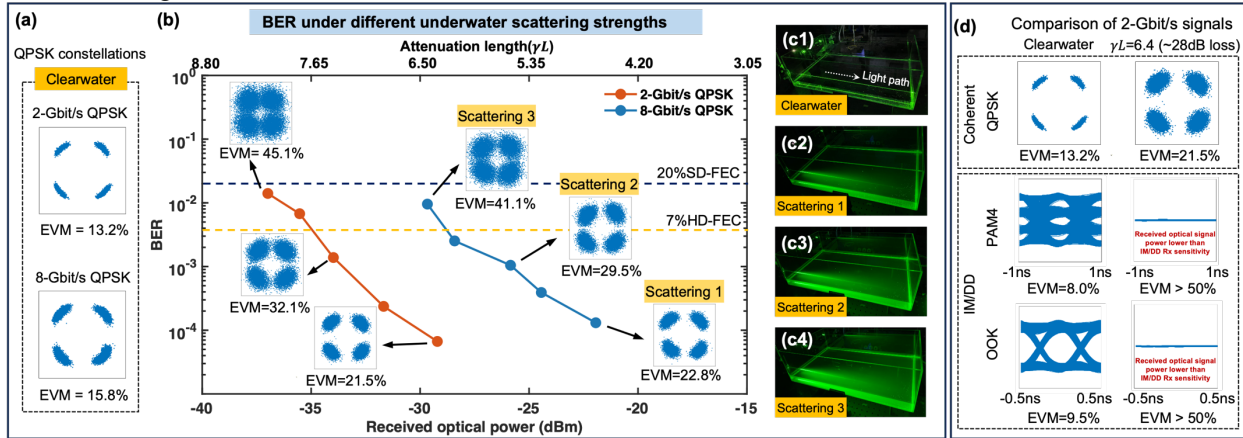 (a)
QPSK constellations
Clearwater
2-Gbit/s QPSK
EVM = 13.2%
8-Gbit/s QPSK
EVM = 15.8%
(b)
BER under different underwater scattering strengths
Attenuation length(γL)
8.80 7.65 6.50 5.35 4.20 3.05
BER
10⁰
10⁻¹
10⁻²
10⁻³
10⁻⁴
2-Gbit/s QPSK
8-Gbit/s QPSK
EVM= 45.1%
Scattering 3
EVM=41.1%
20%SD-FEC
Scattering 2
7%HD-FEC
EVM=29.5%
EVM=32.1%
Scattering 1
EVM=21.5%
EVM=22.8%
-40 -35 -30 -25 -20 -15
Received optical power (dBm)
(c1)
Light path
Clearwater
(c2)
Scattering 1
(c3)
Scattering 2
(c4)
Scattering 3
(d)
Comparison of 2-Gbit/s signals
Clearwater γL=6.4 (~28dB loss)
Coherent
QPSK
EVM=13.2% EVM=21.5%
IM/DD
PAM4
Received optical signal
power lower than
IM/DD Rx sensitivity
-1ns 1ns -1ns 1ns
EVM=8.0% EVM > 50%
OOK
Received optical signal
power lower than
IM/DD Rx sensitivity
-0.5ns 0.5ns -0.5ns 0.5ns
EVM=9.5% EVM > 50%